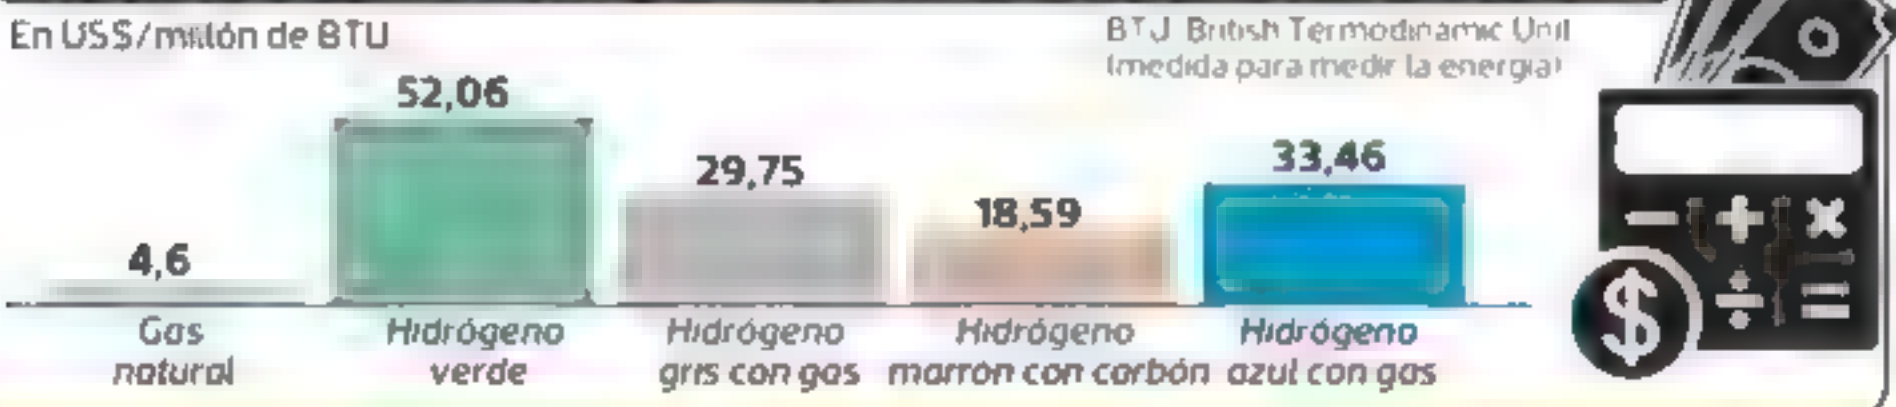 En US$/millón de BTU
BTU British Termodinamic Unit
(medida para medir la energía)
52,06
33,46
29,75
18,59
4,6
Gas
natural
Hidrógeno
verde
Hidrógeno
gris con gas
Hidrógeno
marrón con carbón
Hidrógeno
azul con gas
$